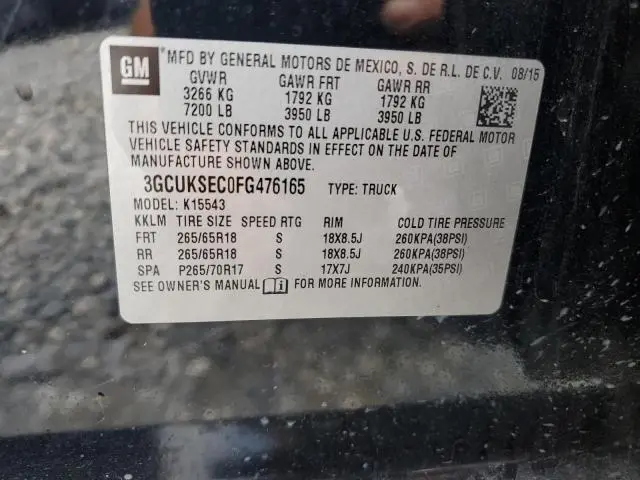 GM
MFD BY GENERAL MOTORS DE MEXICO, S. DE R.L. DE C.V. 08/15
GVWR GAWR FRT GAWR RR
3266 KG 1792 KG 1792 KG
7200 LB 3950 LB 3950 LB
THIS VEHICLE CONFORMS TO ALL APPLICABLE U.S. FEDERAL MOTOR
VEHICLE SAFETY STANDARDS IN EFFECT ON THE DATE OF
MANUFACTURE SHOWN ABOVE.
3GCUKSEC0FG476165 TYPE: TRUCK
MODEL: K15543
KKLM TIRE SIZE SPEED RTG RIM COLD TIRE PRESSURE
FRT 265/65R18 S 18X8.5J 260KPA(38PSI)
RR 265/65R18 S 18X8.5J 260KPA(38PSI)
SPA P265/70R17 S 17X7J 240KPA(35PSI)
SEE OWNER'S MANUAL FOR MORE INFORMATION.